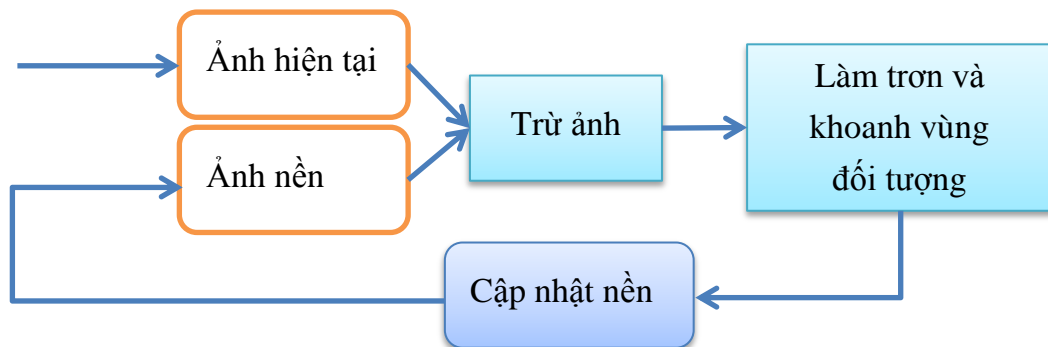 Ảnh hiện tại
Ảnh nền
Trừ ảnh
Làm trơn và
khoanh vùng
đối tượng
Cập nhật nền